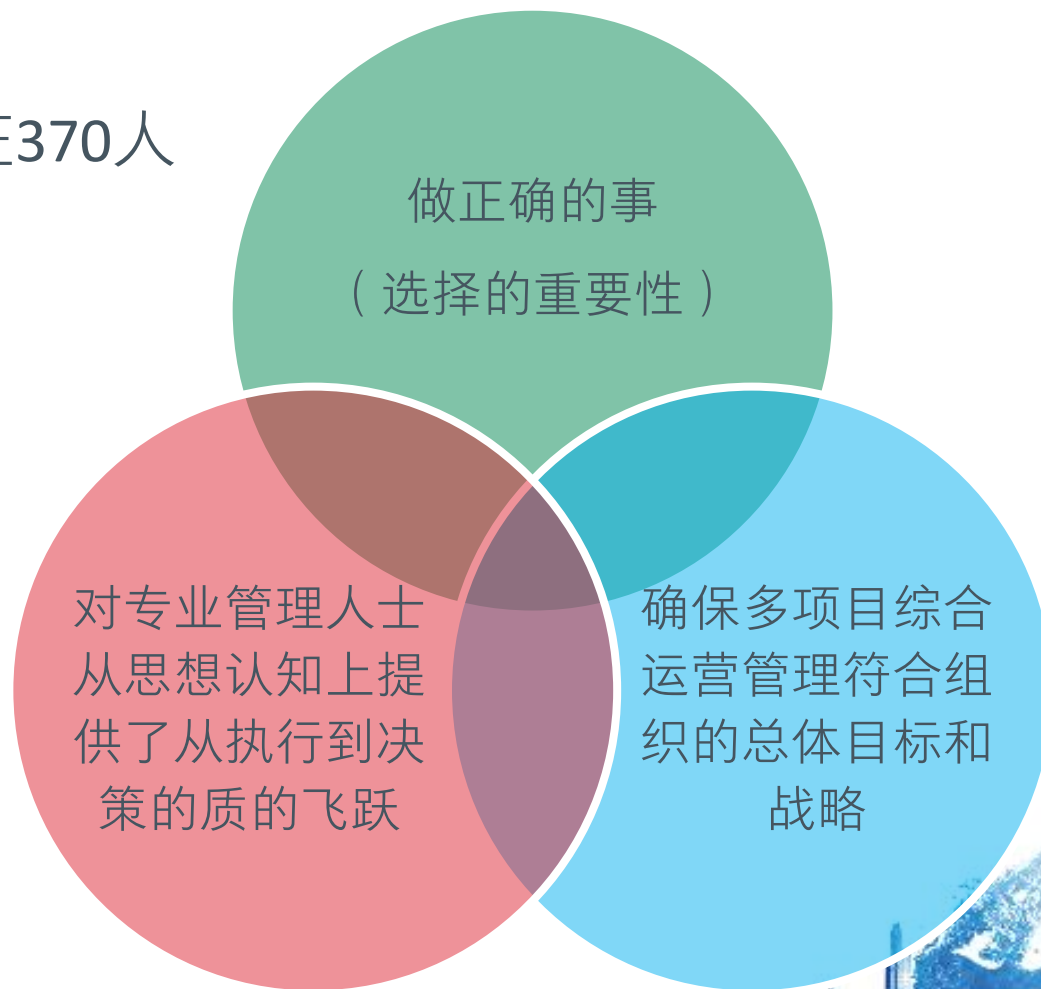 证370人
做正确的事
（选择的重要性）
对专业管理人士
从思想认知上提
供了从执行到决
策的质的飞跃
确保多项目综合
运营管理符合组
织的总体目标和
战略